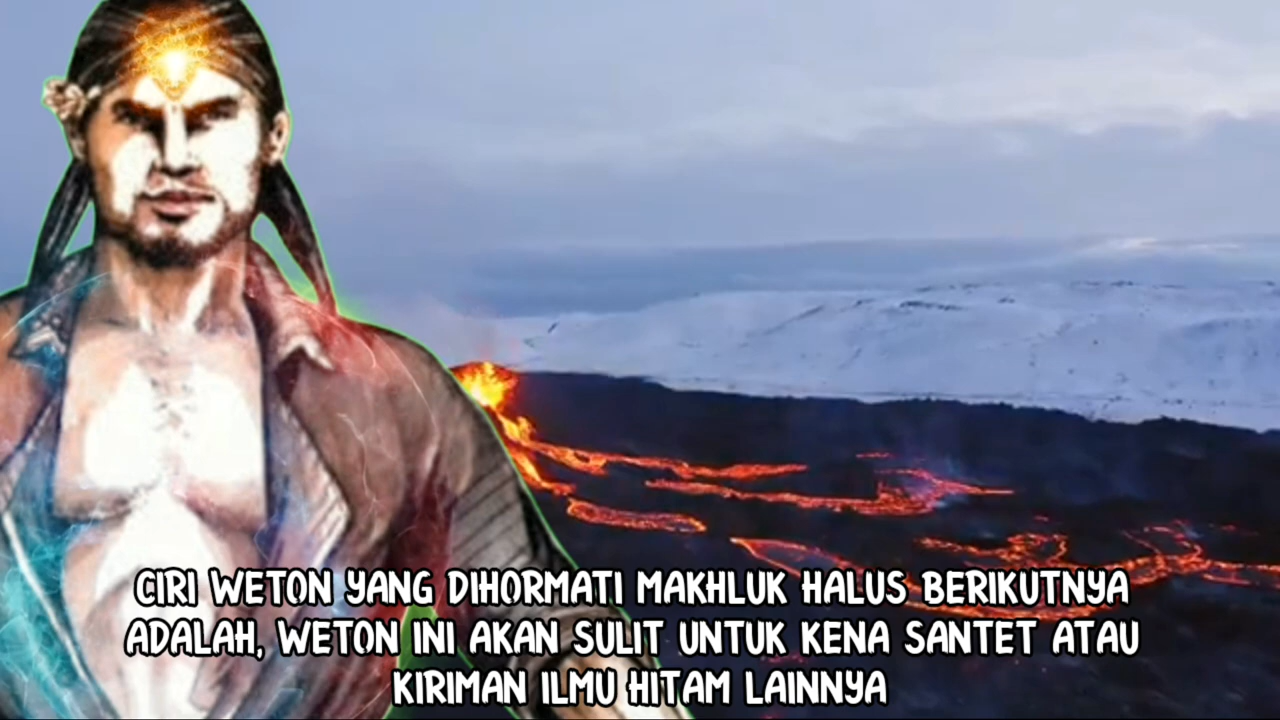 CIRI WETON YANG DIHORMATI MAKHLUK HALUS BERIKUTNYA
ADALAH, WETON INI AKAN SULIT UNTUK KENA SANTET ATAU
KIRIMAN ILMU HITAM LAINNYA